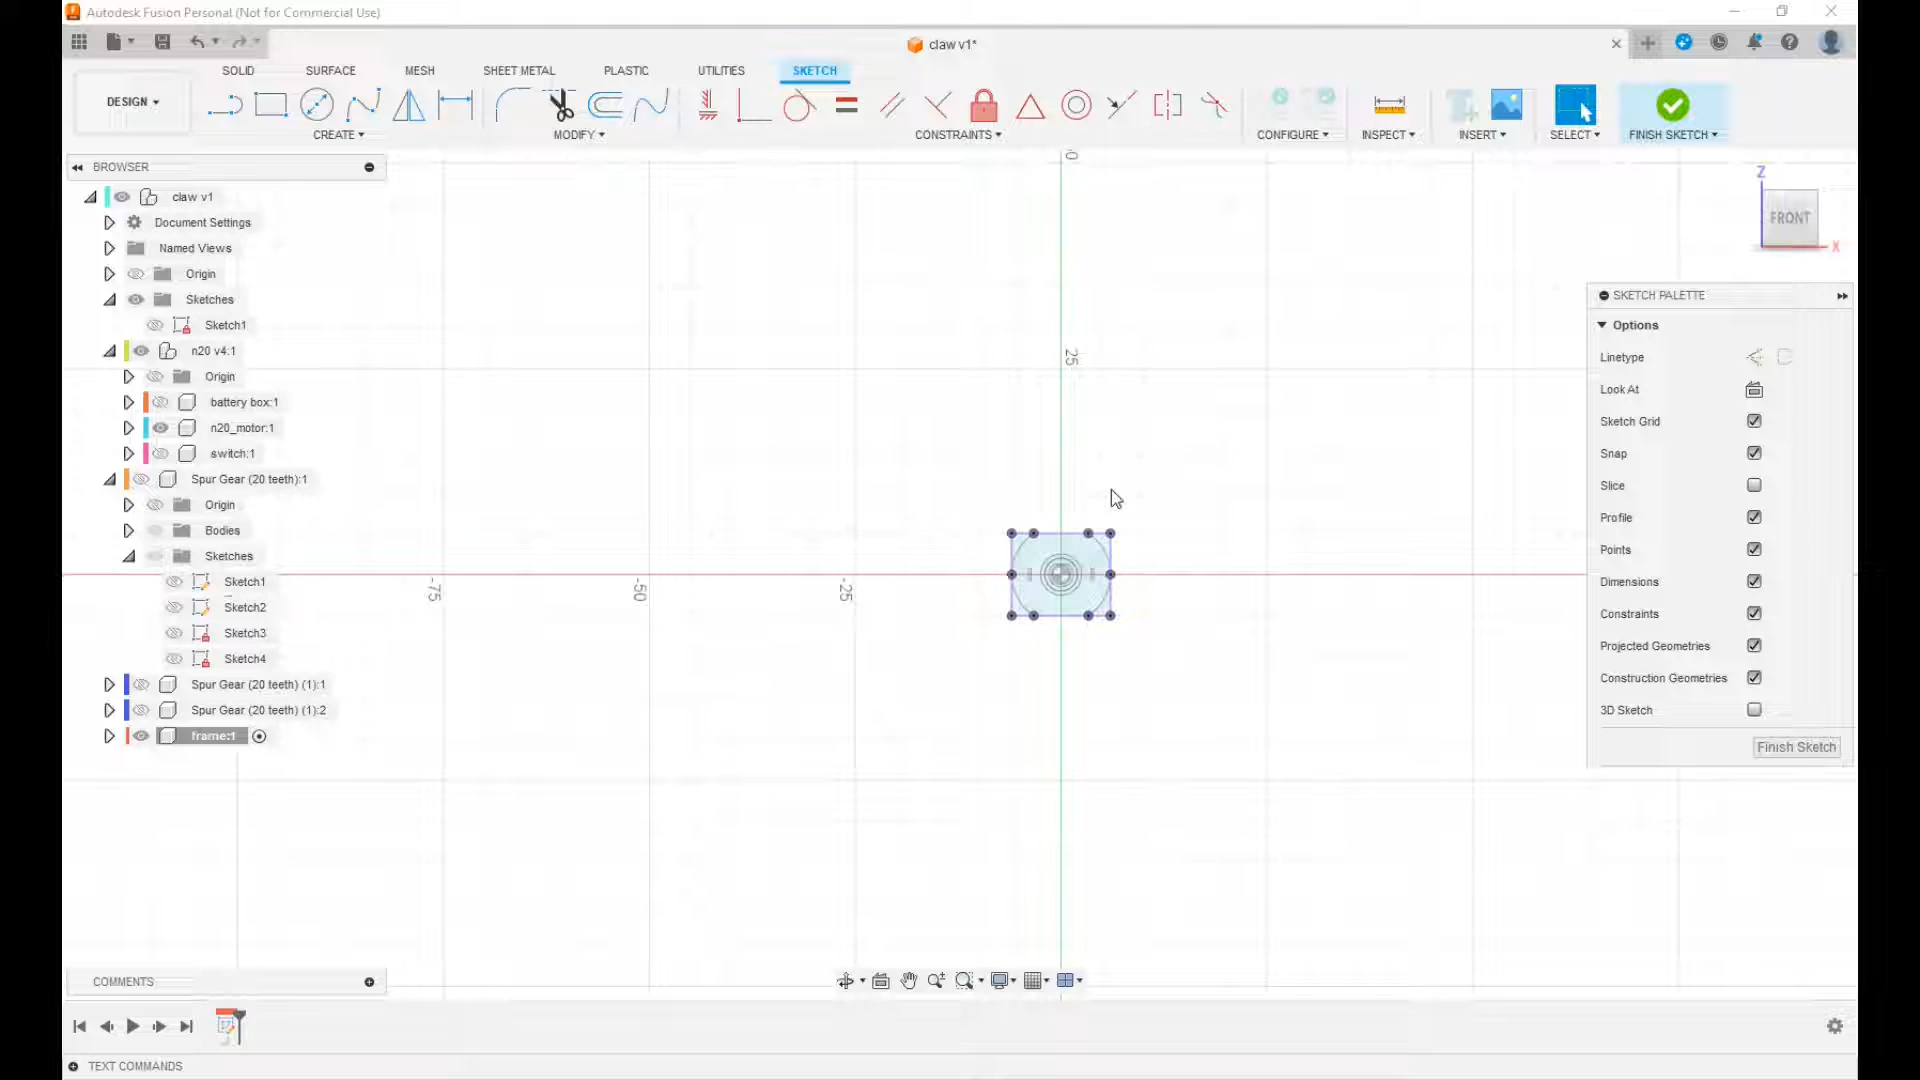 Autodesk Fusion Personal (Not for Commercial Use)
claw v1*
SOLID
SURFACE
MESH
SHEET METAL
PLASTIC
UTILITIES
SKETCH
DESIGN
CREATE
MODIFY
CONSTRAINTS
CONFIGURE
INSPECT
INSERT
SELECT
FINISH SKETCH
BROWSER
claw v1
Document Settings
Named Views
Origin
Sketches
Sketch1
n20 v4:1
Origin
battery box:1
n20_motor:1
switch:1
Spur Gear (20 teeth):1
Origin
Bodies
Sketches
Sketch1
Sketch2
Sketch3
Sketch4
Spur Gear (20 teeth) (1):1
Spur Gear (20 teeth) (1):2
frame:1
25
-75
-50
-25
Z
FRONT
X
SKETCH PALETTE
Options
Linetype
Look At
Sketch Grid
Snap
Slice
Profile
Points
Dimensions
Constraints
Projected Geometries
Construction Geometries
3D Sketch
Finish Sketch
COMMENTS
TEXT COMMANDS